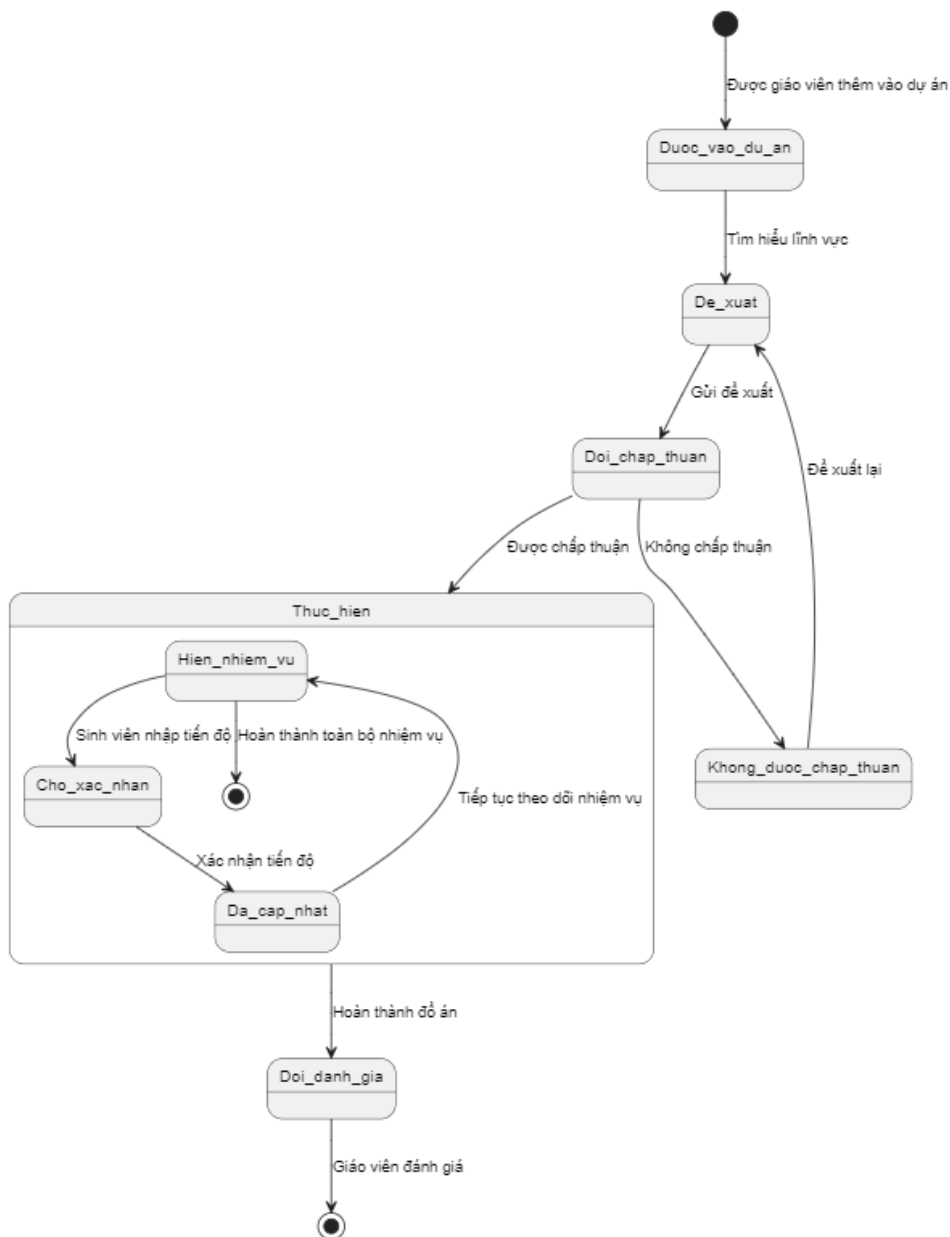 Được giáo viên thêm vào dự án
Duoc_vao_du_an
Tìm hiểu lĩnh vực
De_xuat
Gửi đề xuất
Doi_chap_thuan
Đề xuất lại
Được chấp thuận
Không chấp thuận
Thuc_hien
Hien_nhiem_vu
Sinh viên nhập tiến độ
Hoàn thành toàn bộ nhiệm vụ
Khong_duoc_chap_thuan
Cho_xac_nhan
Tiếp tục theo dõi nhiệm vụ
Xác nhận tiến độ
Da_cap_nhat
Hoàn thành đồ án
Doi_danh_gia
Giáo viên đánh giá